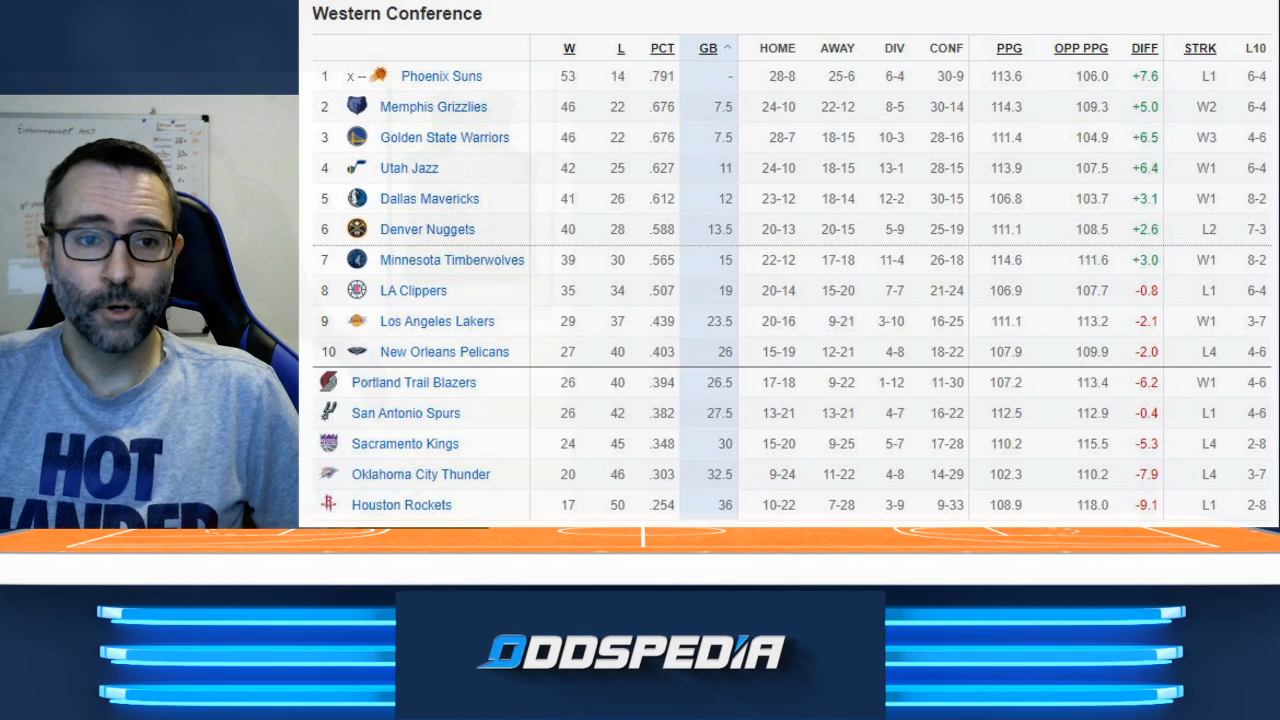 Western Conference
W L PCT GB ^ HOME AWAY DIV CONF PPG OPP PPG DIFF STRK L10
1 x -- Phoenix Suns 53 14 .791 - 28-8 25-6 6-4 30-9 113.6 106.0 +7.6 L1 6-4
2 Memphis Grizzlies 46 22 .676 7.5 24-10 22-12 8-5 30-14 114.3 109.3 +5.0 W2 6-4
3 Golden State Warriors 46 22 .676 7.5 28-7 18-15 10-3 28-16 111.4 104.9 +6.5 W3 4-6
4 Utah Jazz 42 25 .627 11 24-10 18-15 13-1 28-15 113.9 107.5 +6.4 W1 6-4
5 Dallas Mavericks 41 26 .612 12 23-12 18-14 12-2 30-15 106.8 103.7 +3.1 W1 8-2
6 Denver Nuggets 40 28 .588 13.5 20-13 20-15 5-9 25-19 111.1 108.5 +2.6 L2 7-3
7 Minnesota Timberwolves 39 30 .565 15 22-12 17-18 11-4 26-18 114.6 111.6 +3.0 W1 8-2
8 LA Clippers 35 34 .507 19 20-14 15-20 7-7 21-24 106.9 107.7 -0.8 L1 6-4
9 Los Angeles Lakers 29 37 .439 23.5 20-16 9-21 3-10 16-25 111.1 113.2 -2.1 W1 3-7
10 New Orleans Pelicans 27 40 .403 26 15-19 12-21 4-8 18-22 107.9 109.9 -2.0 L4 4-6
Portland Trail Blazers 26 40 .394 26.5 17-18 9-22 1-12 11-30 107.2 113.4 -6.2 W1 4-6
San Antonio Spurs 26 42 .382 27.5 13-21 13-21 4-7 16-22 112.5 112.9 -0.4 L1 4-6
Sacramento Kings 24 45 .348 30 15-20 9-25 5-7 17-28 110.2 115.5 -5.3 L4 2-8
Oklahoma City Thunder 20 46 .303 32.5 9-24 11-22 4-8 14-29 102.3 110.2 -7.9 L4 3-7
Houston Rockets 17 50 .254 36 10-22 7-28 3-9 9-33 108.9 118.0 -9.1 L1 2-8
HOT
ODDSPEDIA